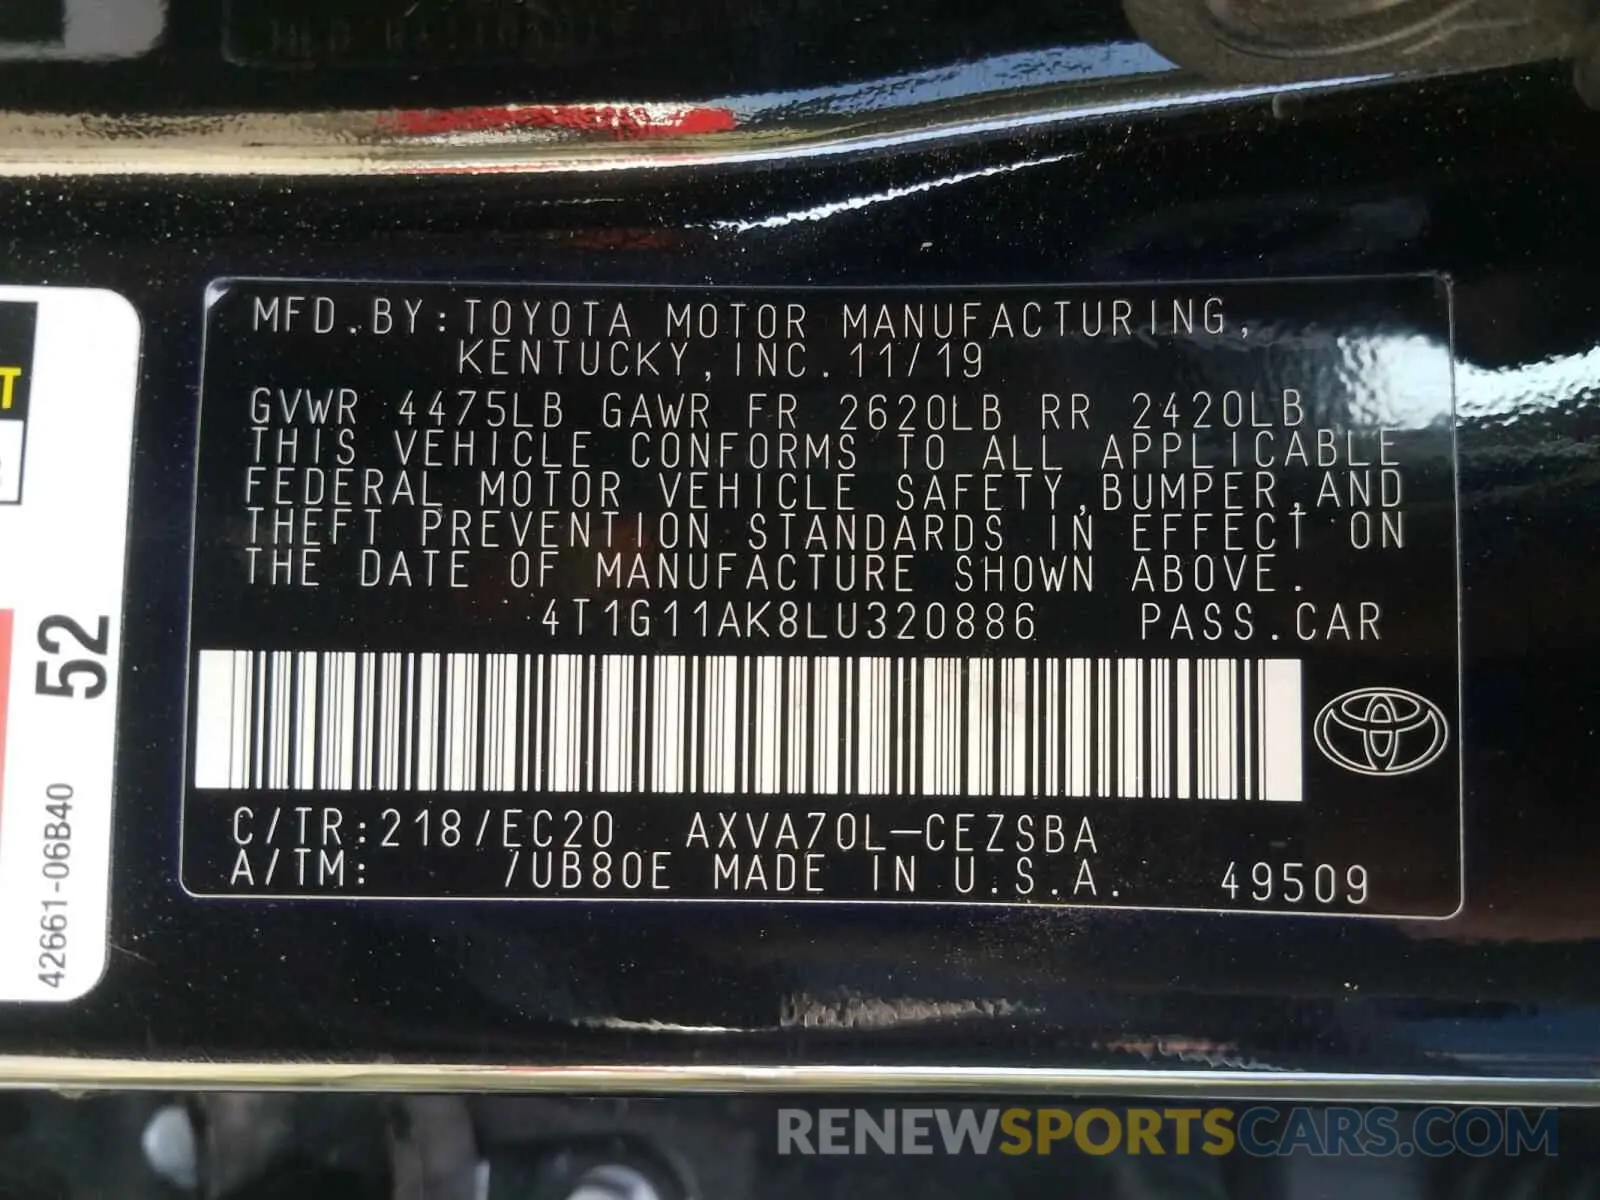 MFD.BY:TOYOTA MOTOR MANUFACTURING,
KENTUCKY,INC.11/19
GVWR 4475LB GAWR FR 2620LB RR 2420LB
THIS VEHICLE CONFORMS TO ALL APPLICABLE
FEDERAL MOTOR VEHICLE SAFETY,BUMPER,AND
THEFT PREVENTION STANDARDS IN EFFECT ON
THE DATE OF MANUFACTURE SHOWN ABOVE.
4T1G11AK8LU320886 PASS.CAR
C/TR:218/EC20 AXVA70L-CEZSBA
A/TM: /UB80E MADE IN U.S.A. 49509
52
42661-06B40
T
RENEWSPORTSCARS.COM